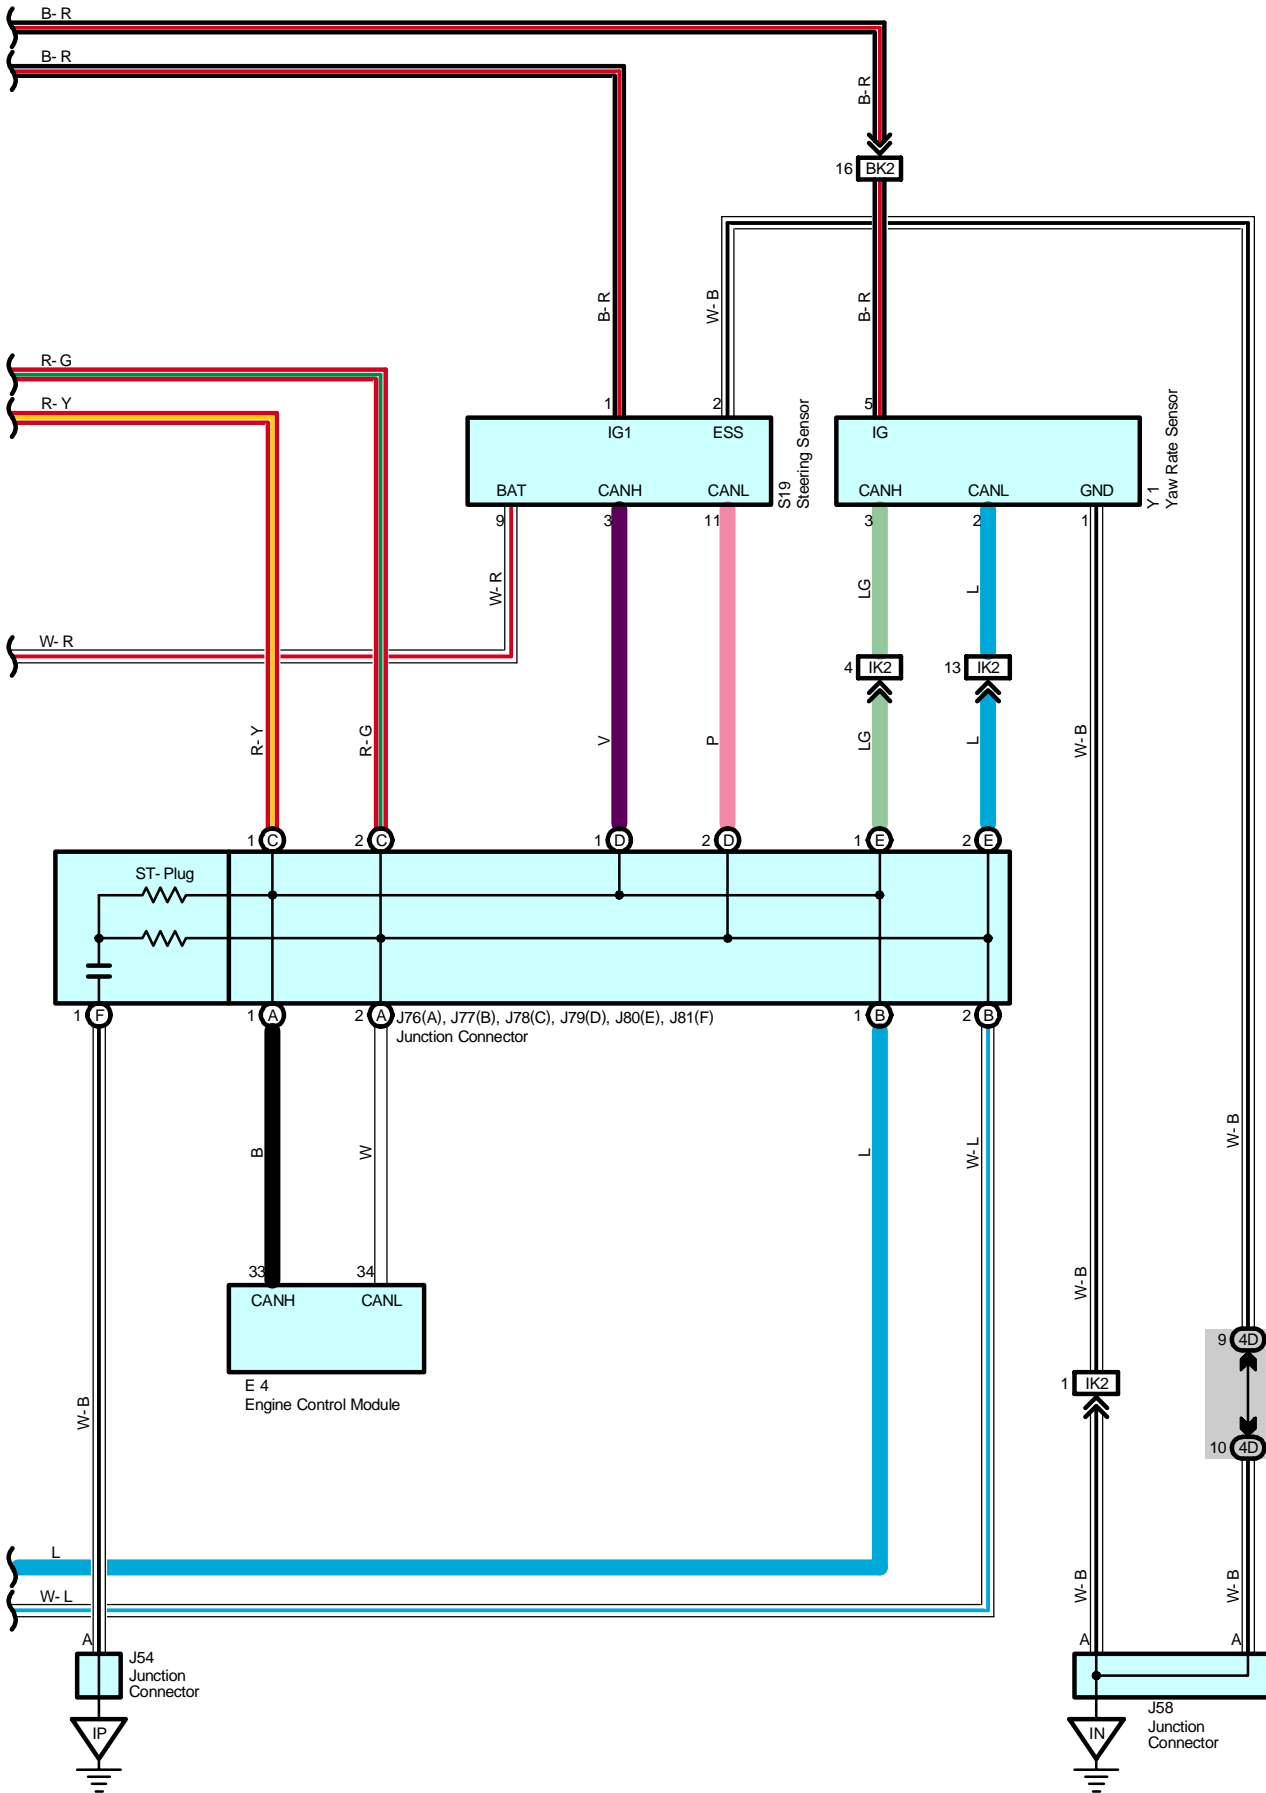 B- R
B- R
B- R
16 BK2
B- R
W- B
B- R
R- G
R- Y
1 2 5
IG1 ESS IG
BAT CANH CANL
CANH CANL GND
S19
Steering Sensor
Y 1
Yaw Rate Sensor
9 3 11 3 2 1
W- R
LG
L
W- R
4 IK2 13 IK2
R- Y
R- G
V
P
LG
L
W- B
1 C 2 C 1 D 2 D 1 E 2 E
ST- Plug
1 F 1 A 2 A 1 B 2 B
J76(A), J77(B), J78(C), J79(D), J80(E), J81(F)
Junction Connector
B
W
L
W- L
W- B
33 34
CANH CANL
E 4
Engine Control Module
W- B
9 4D
1 IK2
W- B
10 4D
L
W- L
W- B
W- B
A A A
J54
Junction
Connector
IP
J58
Junction
Connector
IN